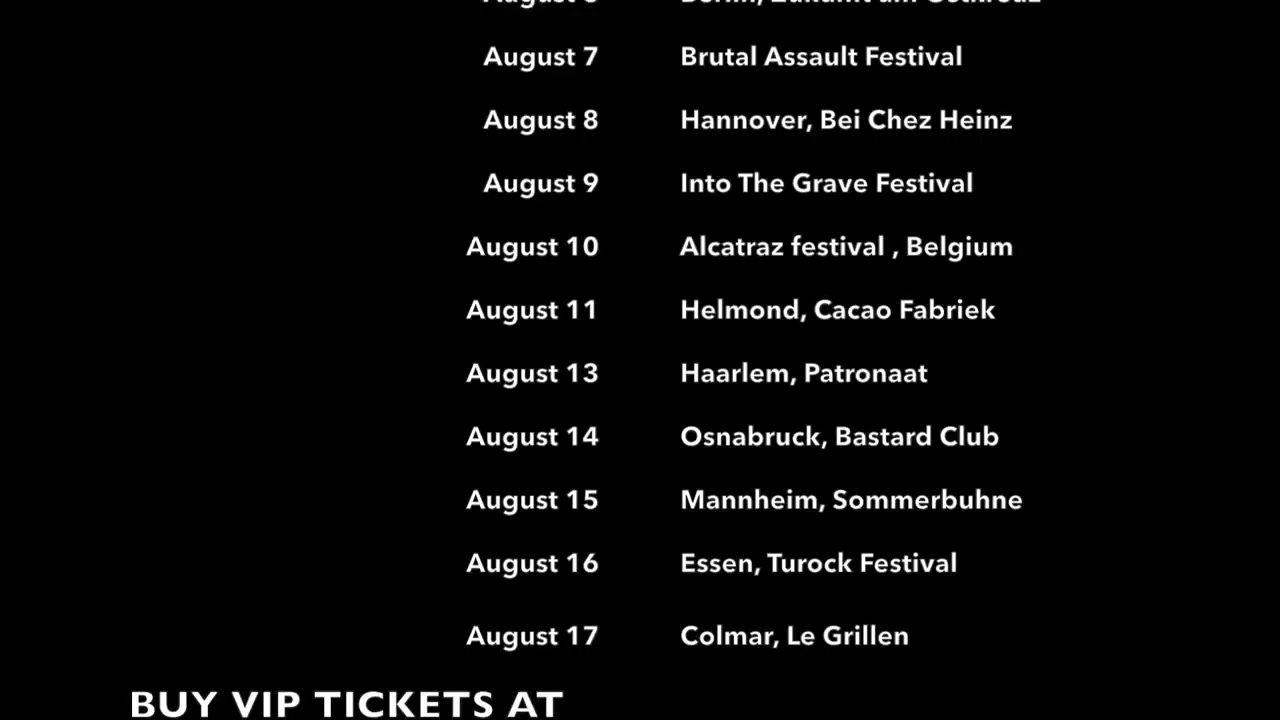 August 7 Brutal Assault Festival
August 8 Hannover, Bei Chez Heinz
August 9 Into The Grave Festival
August 10 Alcatraz festival , Belgium
August 11 Helmond, Cacao Fabriek
August 13 Haarlem, Patronaat
August 14 Osnabruck, Bastard Club
August 15 Mannheim, Sommerbuhne
August 16 Essen, Turock Festival
August 17 Colmar, Le Grillen
BUY VIP TICKETS AT